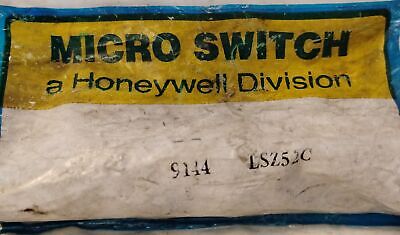 MICRO SWITCH
a Honeywell Division
9144 LSZ52C